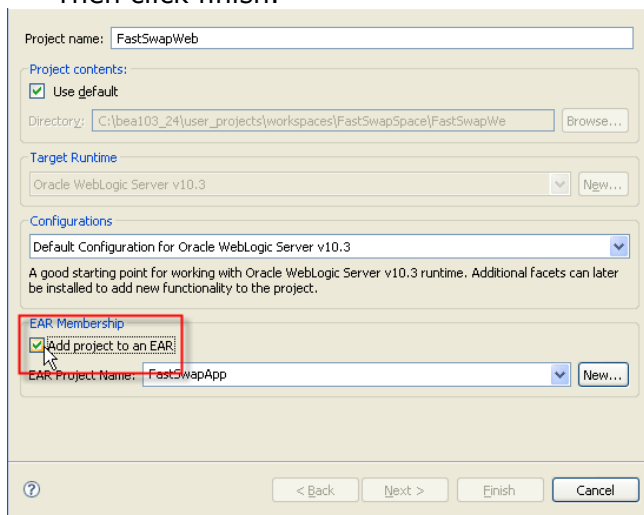 Then click finish.
Project name: FastSwapWeb
Project contents:
Use default
Directory: C:\bea103_24\user_projects\workspaces\FastSwapSpace\FastSwapWe Browse...
Target Runtime
Oracle WebLogic Server v10.3 New...
Configurations
Default Configuration for Oracle WebLogic Server v10.3
A good starting point for working with Oracle WebLogic Server v10.3 runtime. Additional facets can later
be installed to add new functionality to the project.
EAR Membership
Add project to an EAR
EAR Project Name: FastSwapApp New...
< Back Next > Finish Cancel